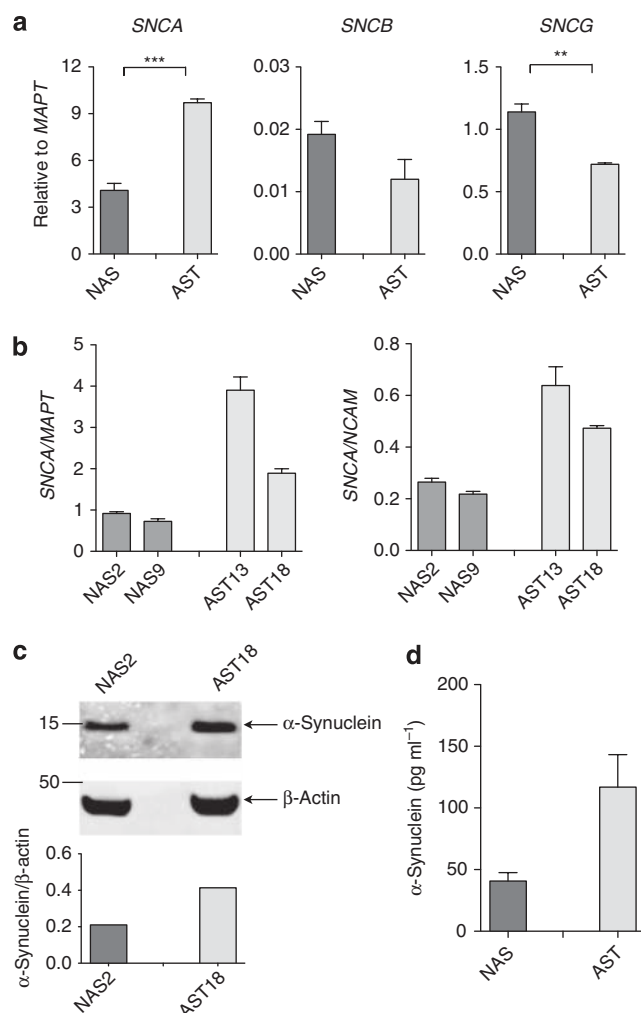 a
SNCA
SNCB
SNCG
Relative to MAPT
12
9
6
3
0
***
NAS
AST
0.03
0.02
0.01
0.00
NAS
AST
1.5
1.0
0.5
0.0
**
NAS
AST
b
SNCA/MAPT
5
4
3
2
1
0
NAS2
NAS9
AST13
AST18
SNCA/NCAM
0.8
0.6
0.4
0.2
0.0
NAS2
NAS9
AST13
AST18
c
NAS2
AST18
15
α-Synuclein
50
β-Actin
α-Synuclein/β-actin
0.6
0.4
0.2
0.0
NAS2
AST18
d
α-Synuclein (pg ml⁻¹)
200
150
100
50
0
NAS
AST